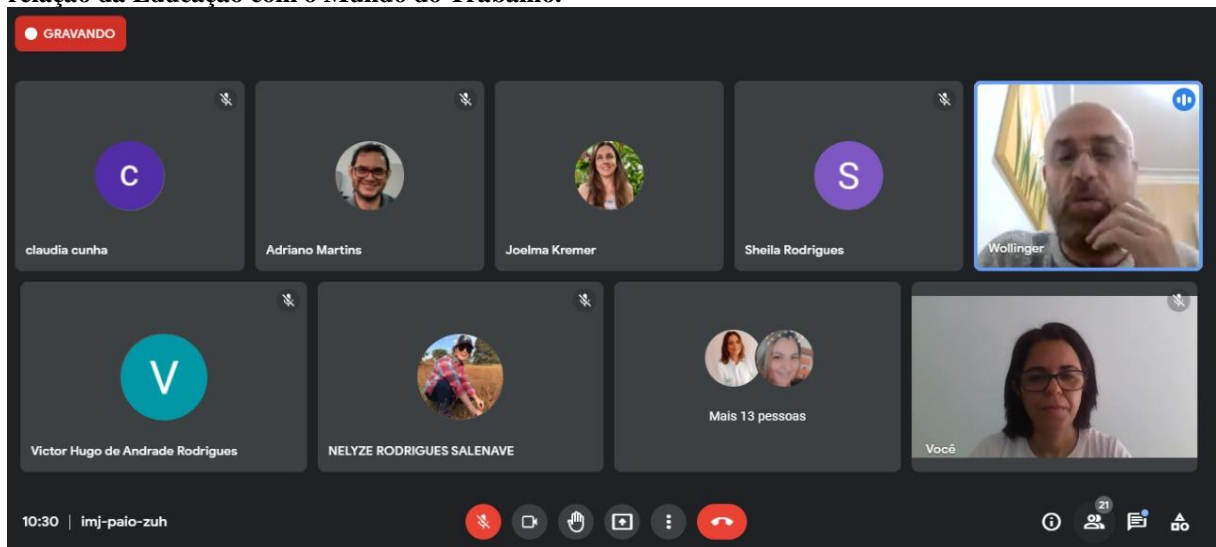 relação da Educação com o Mundo do Trabalho.
GRAVANDO
C
claudia cunha
Adriano Martins
Joelma Kremer
S
Sheila Rodrigues
Wollinger
V
Victor Hugo de Andrade Rodrigues
NELYZE RODRIGUES SALENAVE
Mais 13 pessoas
Você
10:30 | imj-paio-zuh
21